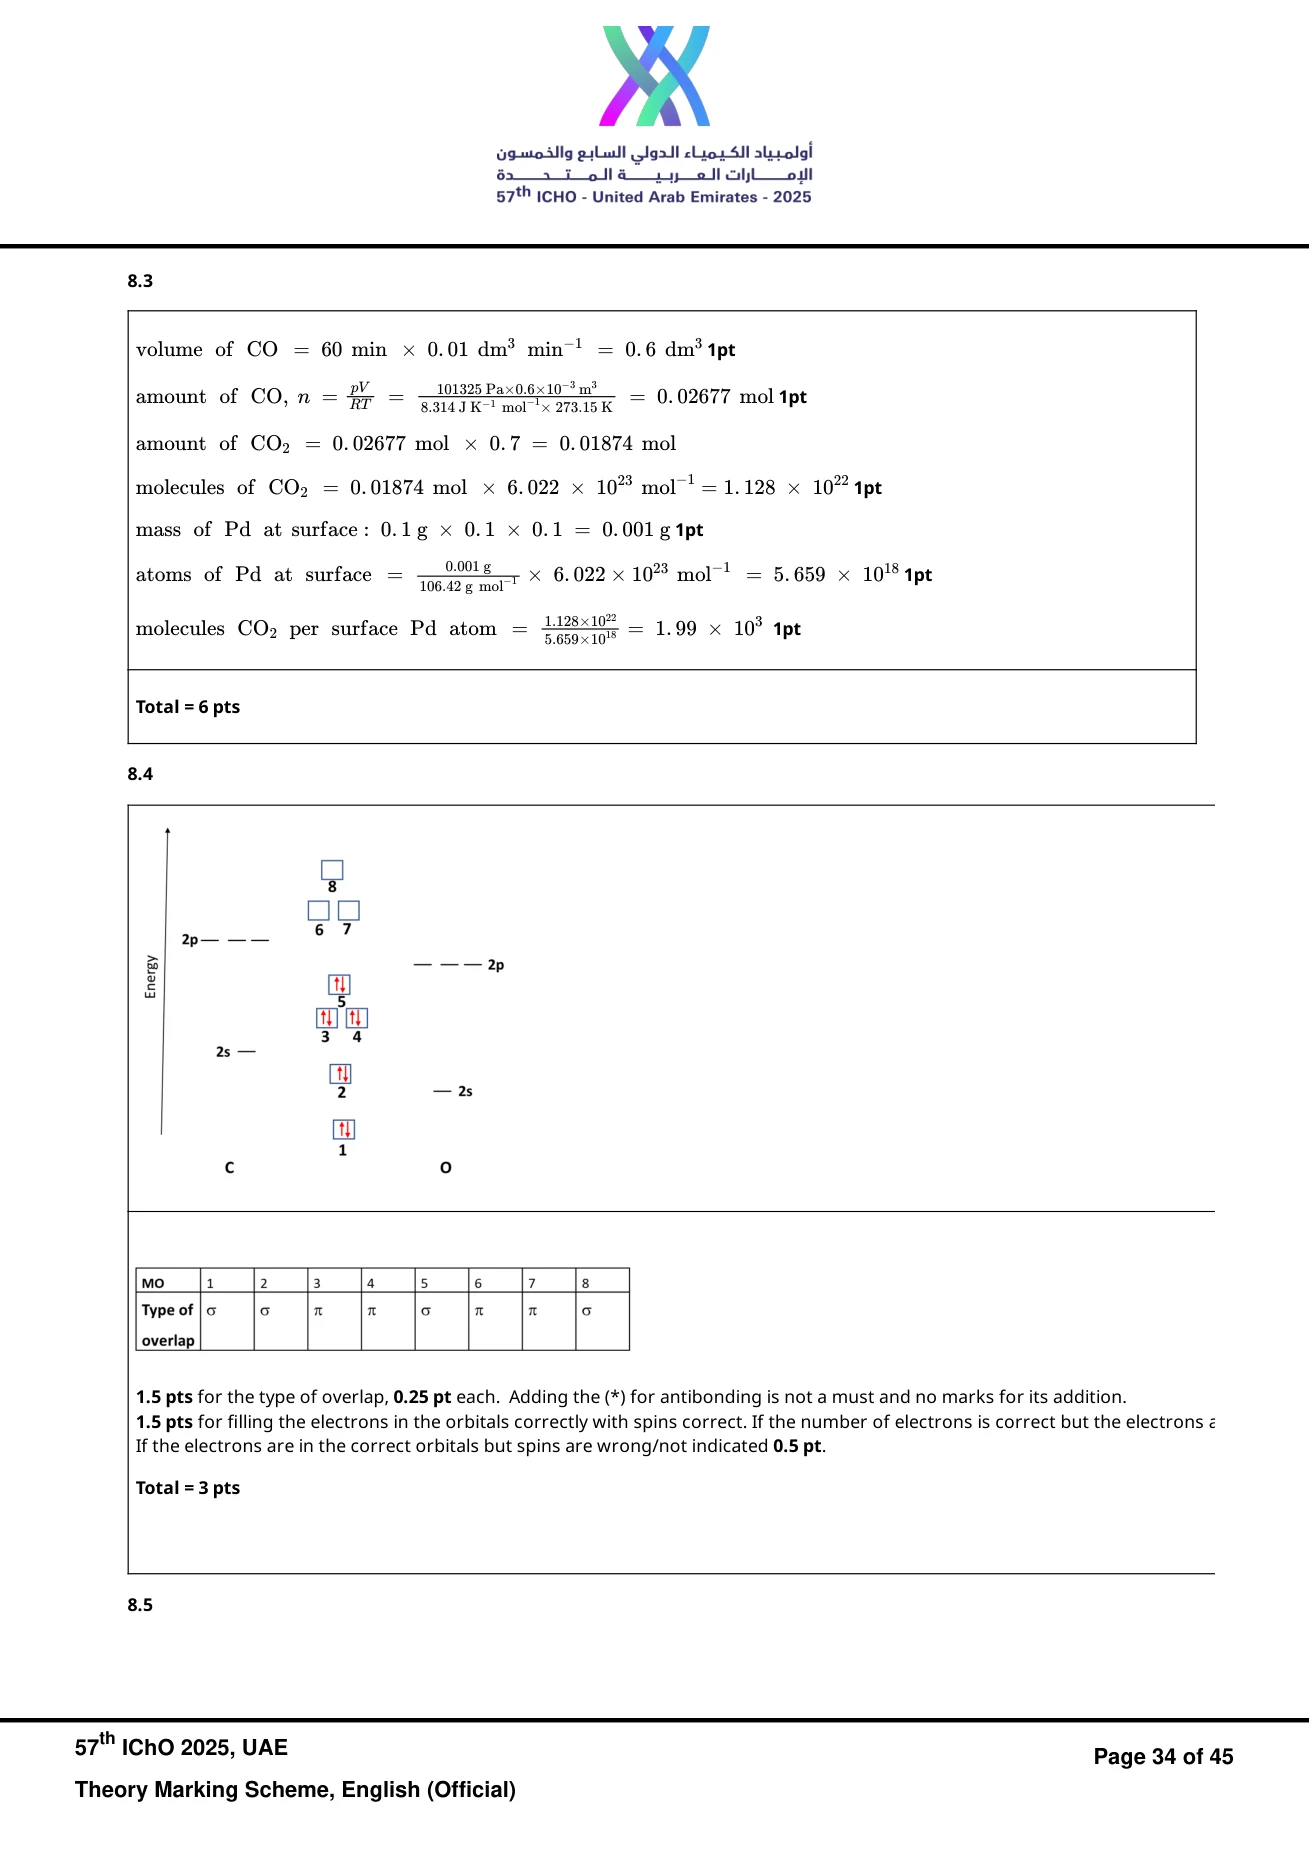 أولمبياد الكيمياء الدولي السابع والخمسون
الإمارات العربية المتحدة
57th ICHO - United Arab Emirates - 2025
8.3
volume of CO = 60 min × 0.01 dm³ min⁻¹ = 0.6 dm³ 1pt
amount of CO, n = pV/RT = 101325 Pa×0.6×10⁻³ m³/8.314 J K⁻¹ mol⁻¹× 273.15 K = 0.02677 mol 1pt
amount of CO₂ = 0.02677 mol × 0.7 = 0.01874 mol
molecules of CO₂ = 0.01874 mol × 6.022 × 10²³ mol⁻¹ = 1.128 × 10²² 1pt
mass of Pd at surface : 0.1 g × 0.1 × 0.1 = 0.001 g 1pt
atoms of Pd at surface = 0.001 g/106.42 g mol⁻¹ × 6.022 × 10²³ mol⁻¹ = 5.659 × 10¹⁸ 1pt
molecules CO₂ per surface Pd atom = 1.128×10²²/5.659×10¹⁸ = 1.99 × 10³ 1pt
Total = 6 pts
8.4
Energy
8
6 7
2p
2p
5
3 4
2s
2
2s
1
C O
MO 1 2 3 4 5 6 7 8
Type of σ σ π π σ π π σ
overlap
1.5 pts for the type of overlap, 0.25 pt each. Adding the (*) for antibonding is not a must and no marks for its addition.
1.5 pts for filling the electrons in the orbitals correctly with spins correct. If the number of electrons is correct but the electrons
If the electrons are in the correct orbitals but spins are wrong/not indicated 0.5 pt.
Total = 3 pts
8.5
57th IChO 2025, UAE
Page 34 of 45
Theory Marking Scheme, English (Official)